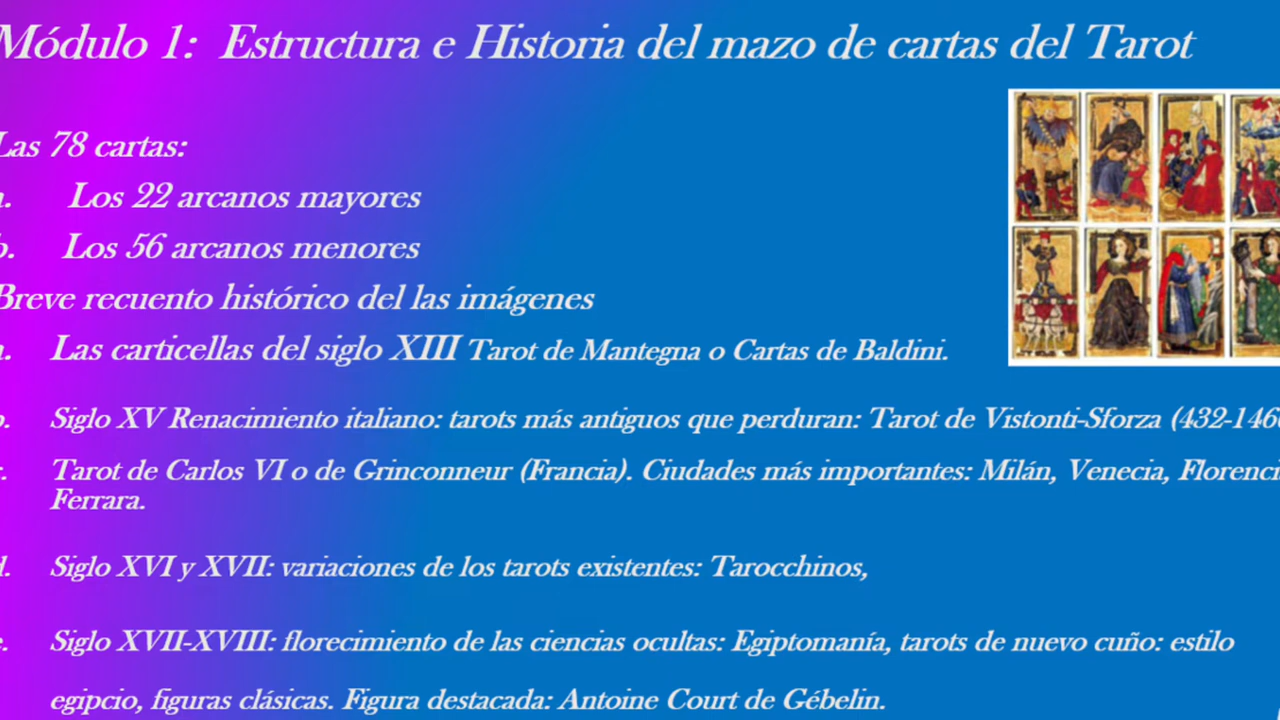 Módulo 1: Estructura e Historia del mazo de cartas del Tarot
Las 78 cartas:
a. Los 22 arcanos mayores
b. Los 56 arcanos menores
Breve recuento histórico del las imágenes
a. Las carticellas del siglo XIII Tarot de Mantegna o Cartas de Baldini.
b. Siglo XV Renacimiento italiano: tarots más antiguos que perduran: Tarot de Vistonti-Sforza (432-146
c. Tarot de Carlos VI o de Grinconneur (Francia). Ciudades más importantes: Milán, Venecia, Florenci
Ferrara.
d. Siglo XVI y XVII: variaciones de los tarots existentes: Tarocchinos,
e. Siglo XVII-XVIII: florecimiento de las ciencias ocultas: Egiptomanía, tarots de nuevo cuño: estilo
egipcio, figuras clásicas. Figura destacada: Antoine Court de Gébelin.